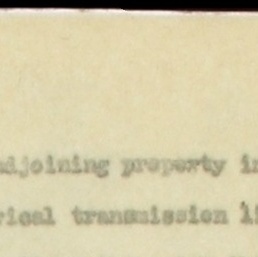 adjoining property in
rical transmission li